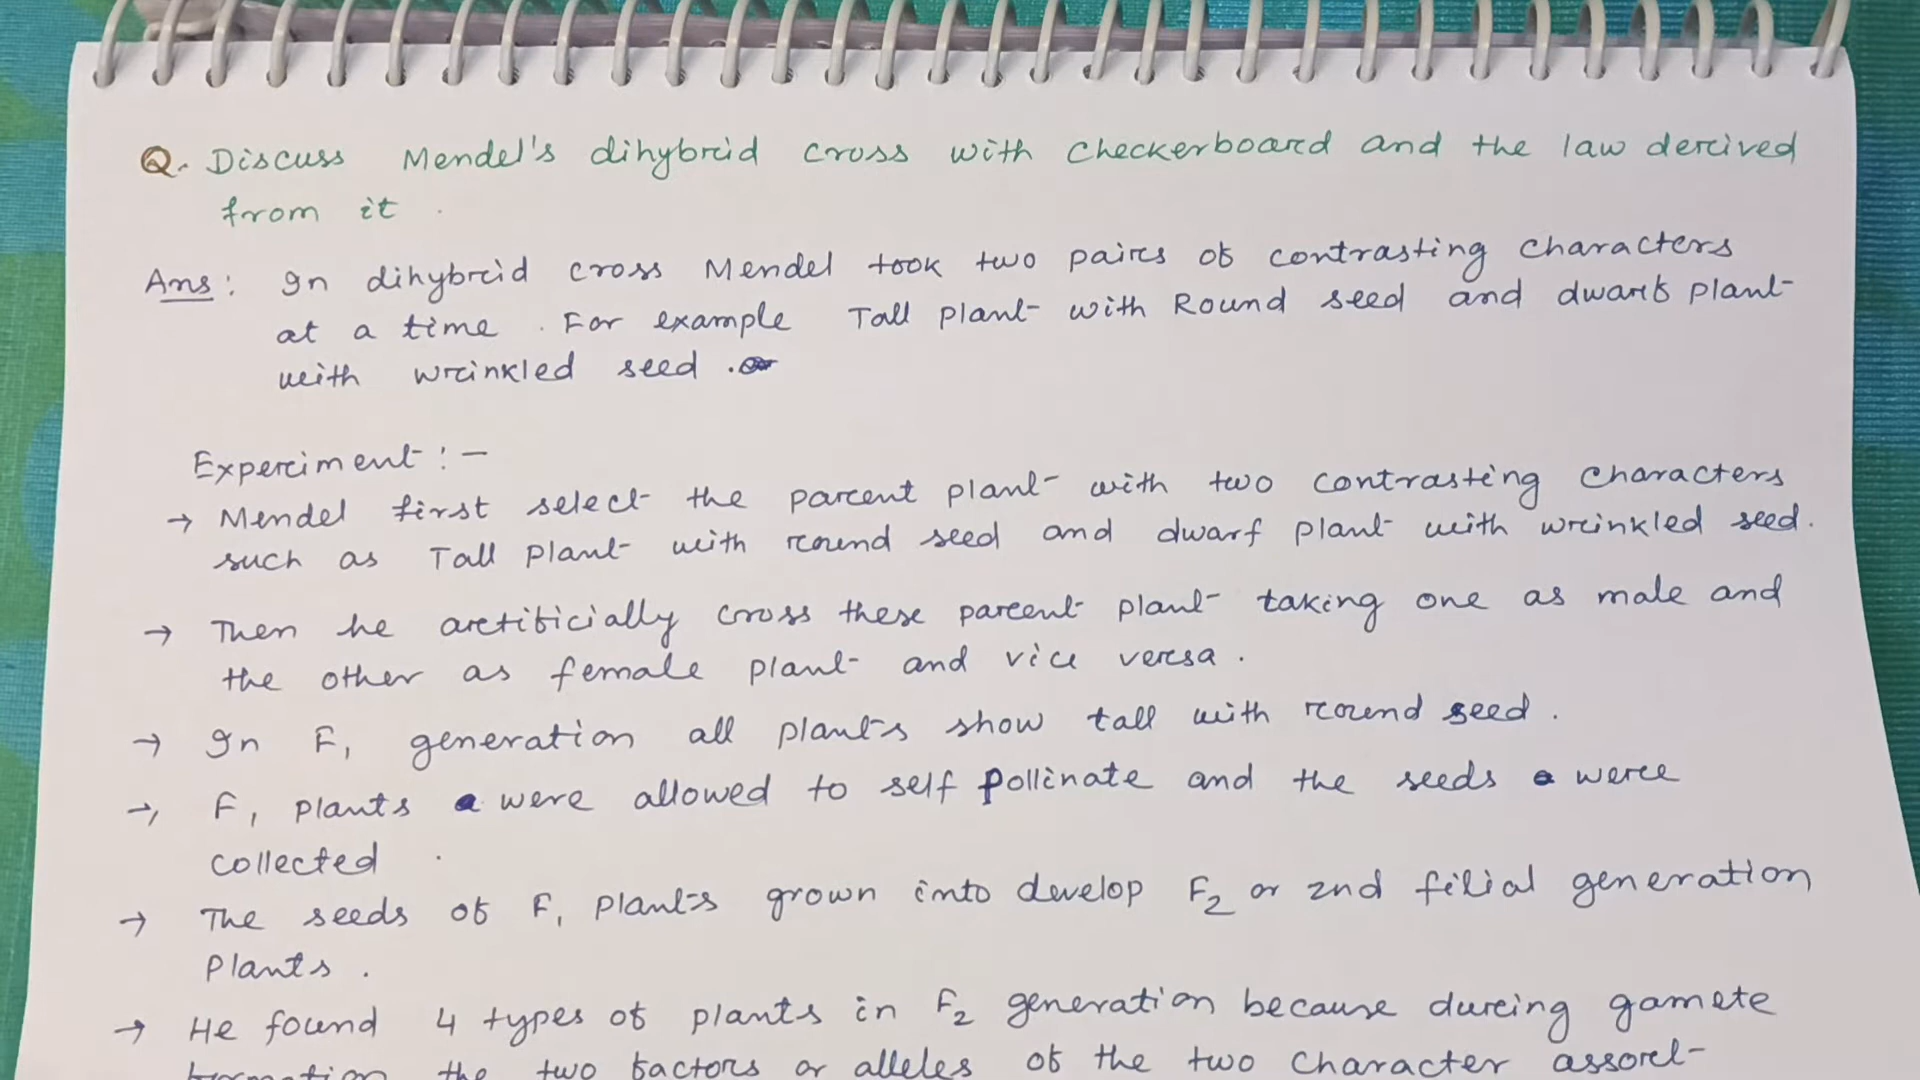 Q. Discuss Mendel's dihybrid cross with checkerboard and the law derived
from it.
Ans: In dihybrid cross Mendel took two pairs of contrasting characters
at a time. For example Tall plant with Round seed and dwarf plant
with wrinkled seed.
Experiment :-
→ Mendel first select the parent plant with two contrasting characters
such as Tall plant with round seed and dwarf plant with wrinkled seed.
→ Then he artificially cross these parent plant taking one as male and
the other as female plant and vice versa.
→ In F1 generation all plants show tall with round seed.
→ F1 plants were allowed to self pollinate and the seeds were
collected.
→ The seeds of F1 plants grown into develop F2 or 2nd filial generation
plants.
→ He found 4 types of plants in F2 generation because during gamete
formation the two factors or alleles of the two character assort